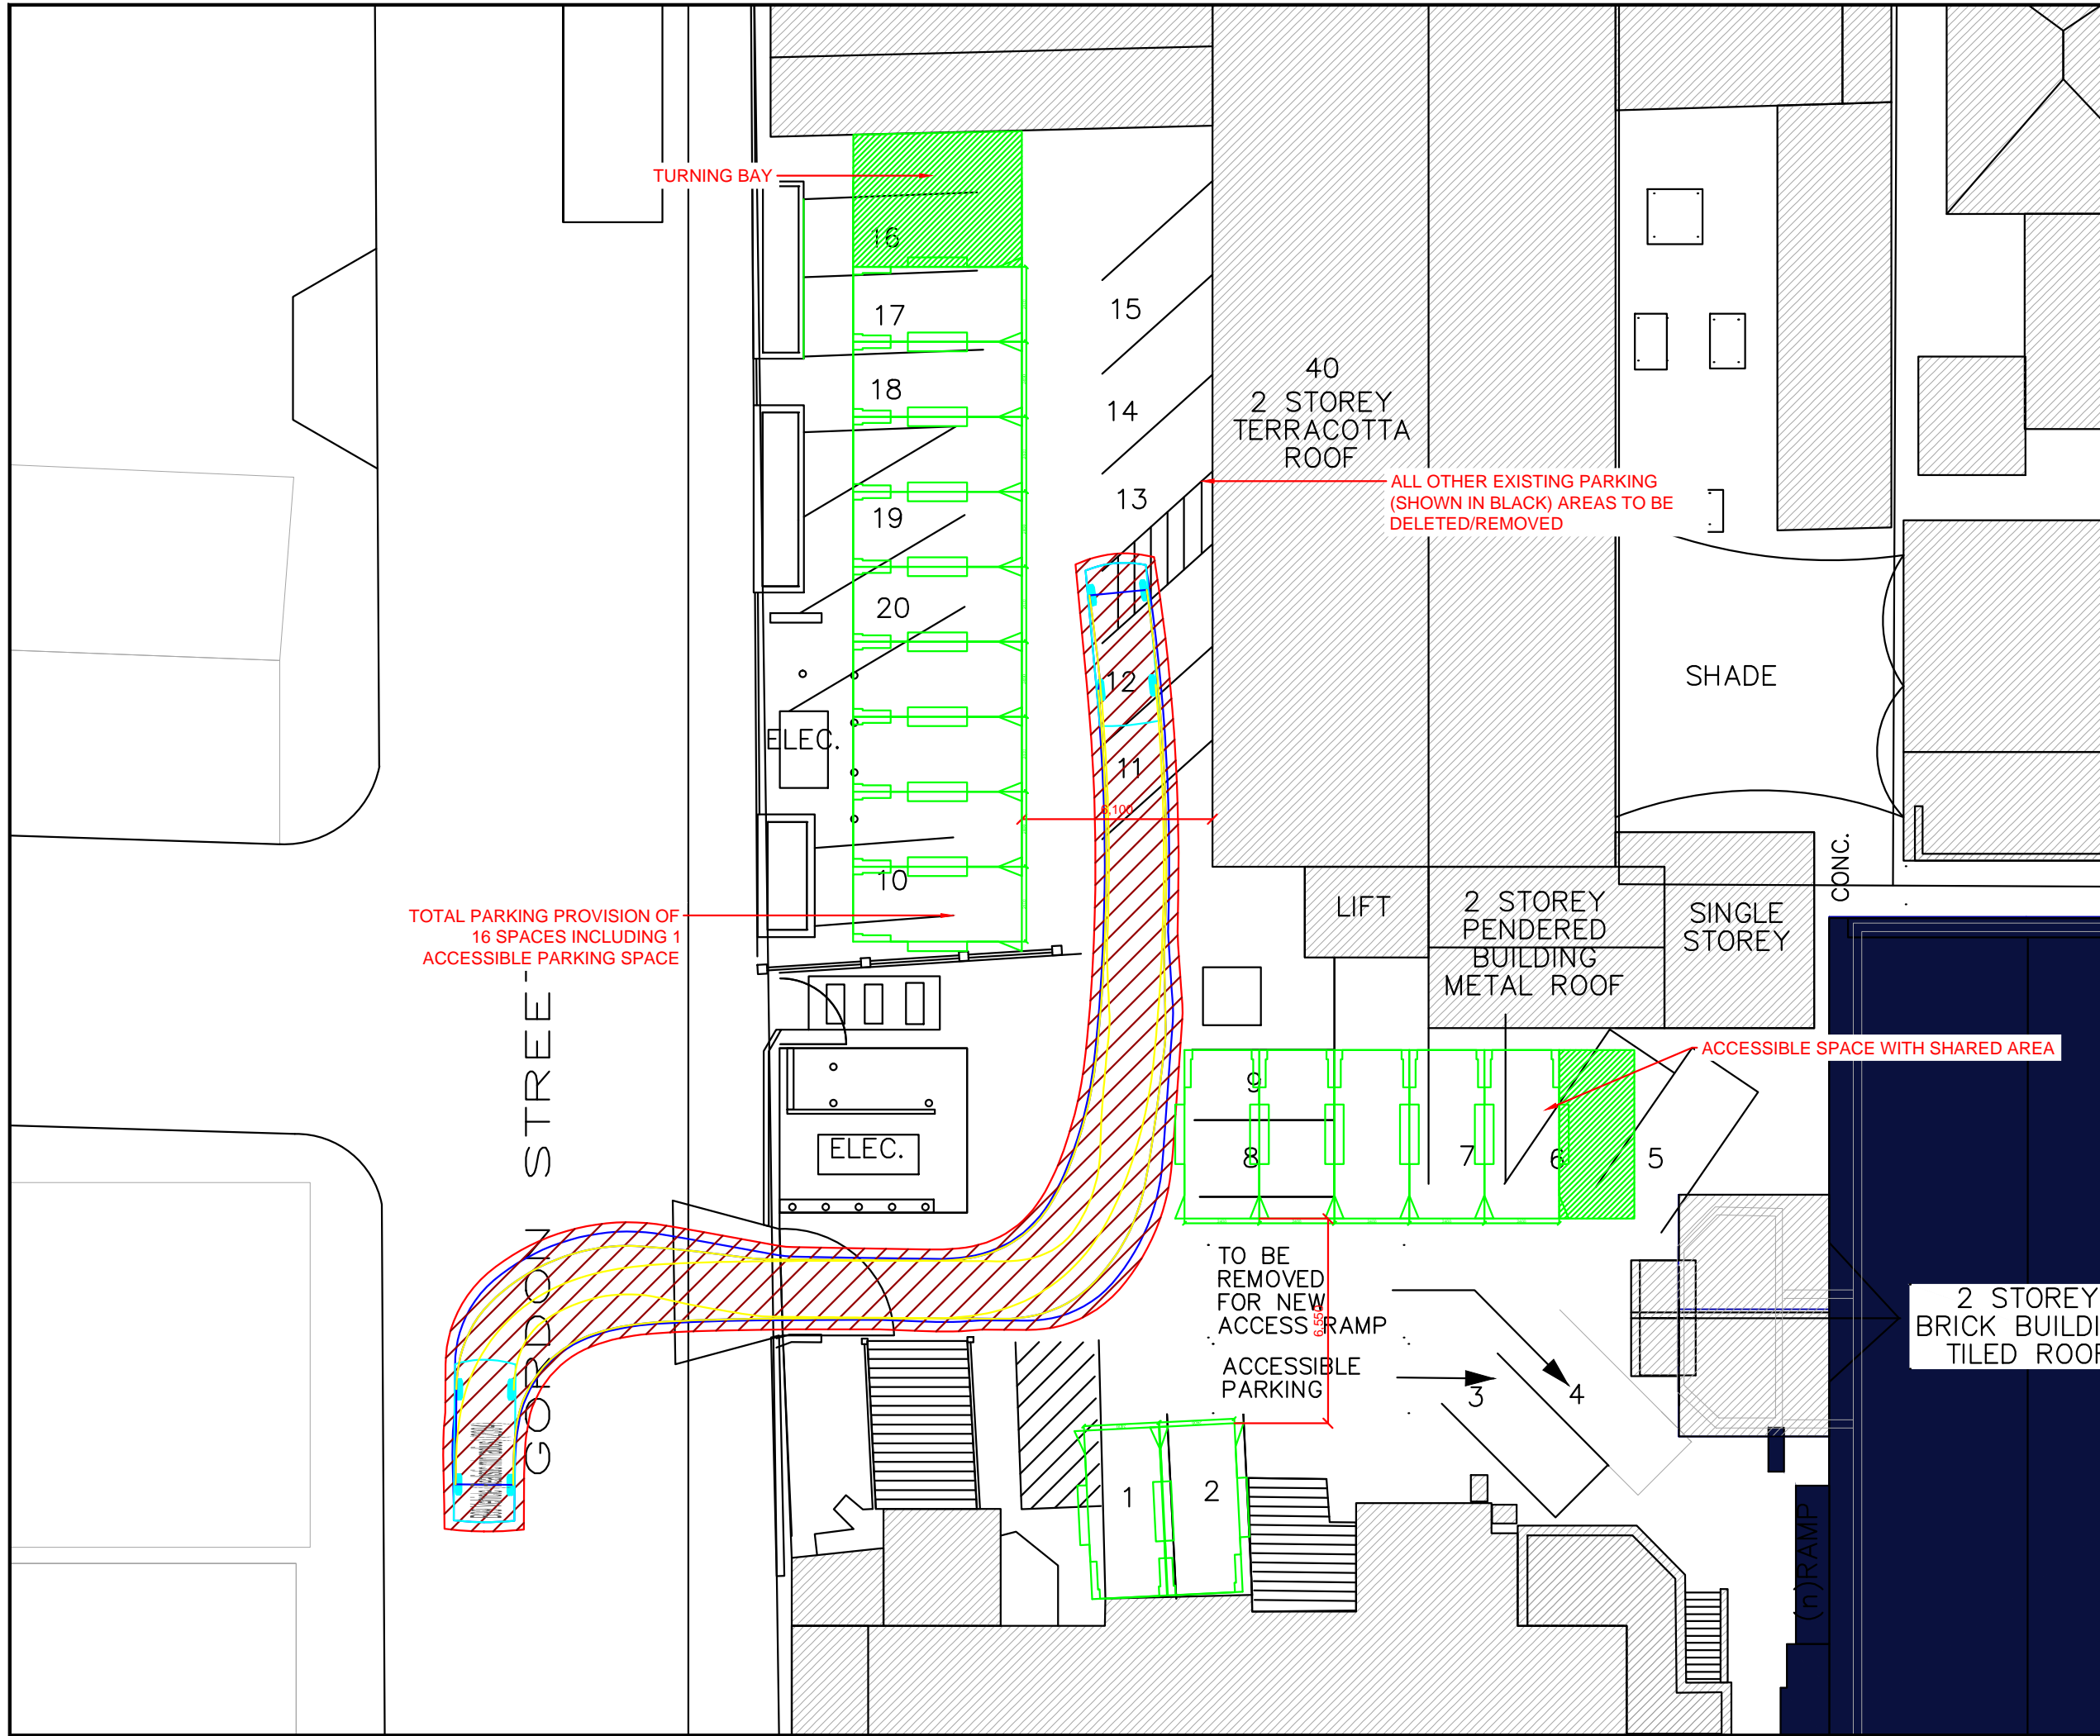 TURNING BAY
16
17
18
19
20
10
15
14
13
12
11
40
2 STOREY
TERRACOTTA
ROOF
ALL OTHER EXISTING PARKING
(SHOWN IN BLACK) AREAS TO BE
DELETED/REMOVED
SHADE
ELEC.
6,100
TOTAL PARKING PROVISION OF
16 SPACES INCLUDING 1
ACCESSIBLE PARKING SPACE
LIFT
2 STOREY
PENDERED
BUILDING
METAL ROOF
SINGLE
STOREY
CONC.
ACCESSIBLE SPACE WITH SHARED AREA
GORDON STREET
ELEC.
9
8
7
6
5
TO BE
REMOVED
FOR NEW
ACCESS RAMP
6,550
ACCESSIBLE
PARKING
3
4
1
2
2 STOREY
BRICK BUILDI
TILED ROOF
(n)RAMP